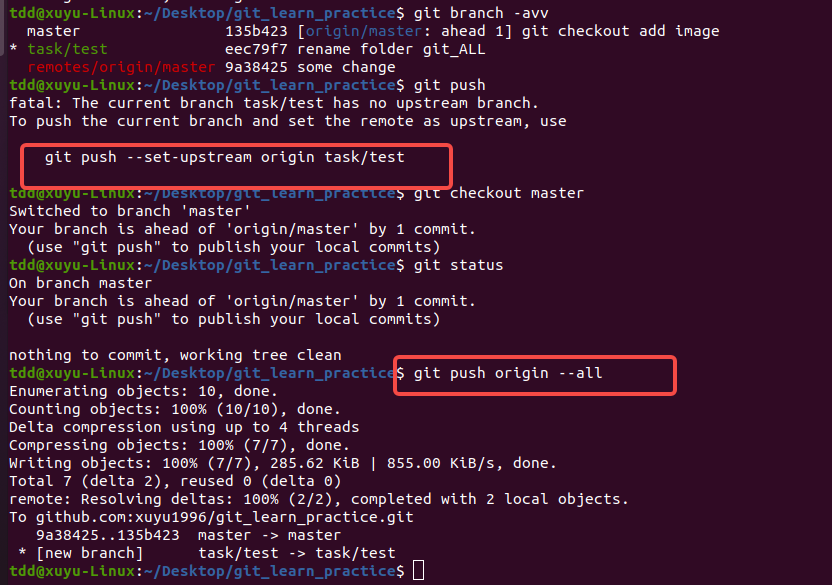 tdd@xuyu-Linux:~/Desktop/git_learn_practice$ git branch -avv
  master                135b423 [origin/master: ahead 1] git checkout add image
* task/test             eec79f7 rename folder git_ALL
  remotes/origin/master 9a38425 some change
tdd@xuyu-Linux:~/Desktop/git_learn_practice$ git push
fatal: The current branch task/test has no upstream branch.
To push the current branch and set the remote as upstream, use
    git push --set-upstream origin task/test
tdd@xuyu-Linux:~/Desktop/git_learn_practice$ git checkout master
Switched to branch 'master'
Your branch is ahead of 'origin/master' by 1 commit.
  (use "git push" to publish your local commits)
tdd@xuyu-Linux:~/Desktop/git_learn_practice$ git status
On branch master
Your branch is ahead of 'origin/master' by 1 commit.
  (use "git push" to publish your local commits)
nothing to commit, working tree clean
tdd@xuyu-Linux:~/Desktop/git_learn_practice$ git push origin --all
Enumerating objects: 10, done.
Counting objects: 100% (10/10), done.
Delta compression using up to 4 threads
Compressing objects: 100% (7/7), done.
Writing objects: 100% (7/7), 285.62 KiB | 855.00 KiB/s, done.
Total 7 (delta 2), reused 0 (delta 0)
remote: Resolving deltas: 100% (2/2), completed with 2 local objects.
To github.com:xuyu1996/git_learn_practice.git
   9a38425..135b423  master -> master
 * [new branch]      task/test -> task/test
tdd@xuyu-Linux:~/Desktop/git_learn_practice$